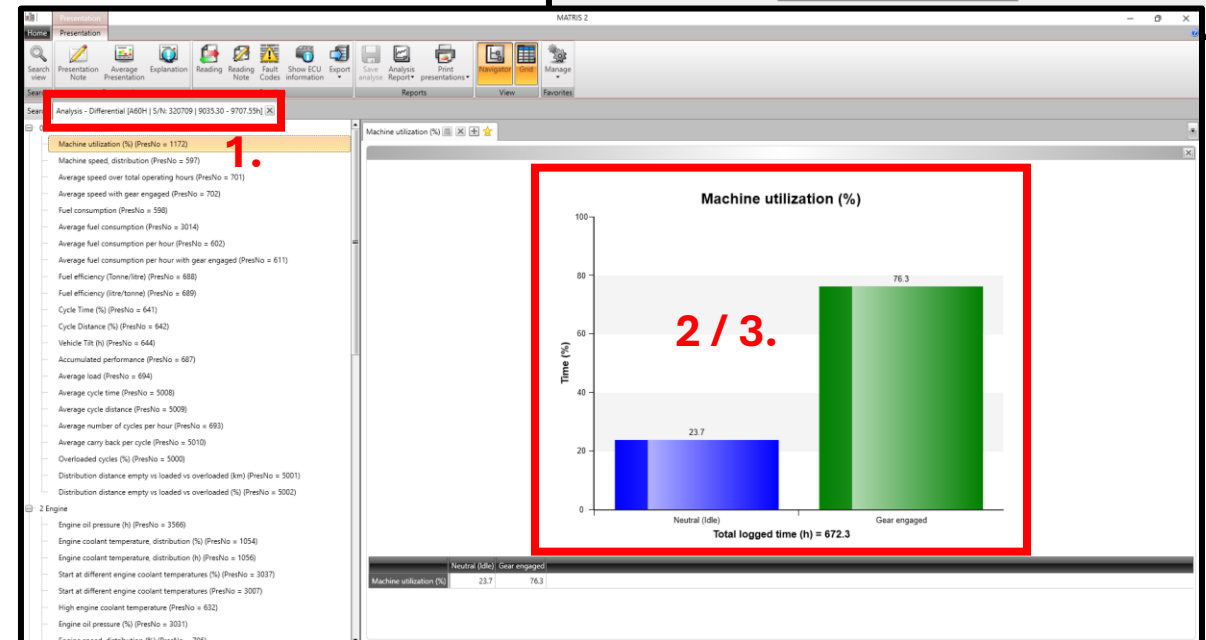 Presentation
MATRIS 2
Home
Presentation
Search view
Presentation Note
Average Presentation
Explanation
Reading
Reading Note
Fault Codes
Show ECU information
Export
Save analyse
Analysis Report
Print presentations
Navigator
Grid
Manage
Reports
View
Favorites
Analysis - Differential [A60H | S/N: 320709 | 9035.30 - 9707.55h]
1.
Machine utilization (%) (PresNo = 1172)
Machine speed, distribution (PresNo = 597)
Average speed over total operating hours (PresNo = 701)
Average speed with gear engaged (PresNo = 702)
Fuel consumption (PresNo = 598)
Average fuel consumption (PresNo = 3014)
Average fuel consumption per hour (PresNo = 602)
Average fuel consumption per hour with gear engaged (PresNo = 611)
Fuel efficiency (Tonne/litre) (PresNo = 688)
Fuel efficiency (litre/tonne) (PresNo = 689)
Cycle Time (%) (PresNo = 641)
Cycle Distance (%) (PresNo = 642)
Vehicle Tilt (h) (PresNo = 644)
Accumulated performance (PresNo = 687)
Average load (PresNo = 694)
Average cycle time (PresNo = 5008)
Average cycle distance (PresNo = 5009)
Average number of cycles per hour (PresNo = 693)
Average carry back per cycle (PresNo = 5010)
Overloaded cycles (%) (PresNo = 5000)
Distribution distance empty vs loaded vs overloaded (km) (PresNo = 5001)
Distribution distance empty vs loaded vs overloaded (%) (PresNo = 5002)
2 Engine
Engine oil pressure (h) (PresNo = 3566)
Engine coolant temperature, distribution (%) (PresNo = 1054)
Engine coolant temperature, distribution (h) (PresNo = 1056)
Start at different engine coolant temperatures (%) (PresNo = 3037)
Start at different engine coolant temperatures (PresNo = 3007)
High engine coolant temperature (PresNo = 632)
Engine oil pressure (%) (PresNo = 3031)
Machine utilization (%)
Machine utilization (%)
100
80
60
40
20
0
Time (%)
23.7
76.3
2 / 3.
Neutral (Idle)
Gear engaged
Total logged time (h) = 672.3
Neutral (Idle) Gear engaged
Machine utilization (%) 23.7 76.3